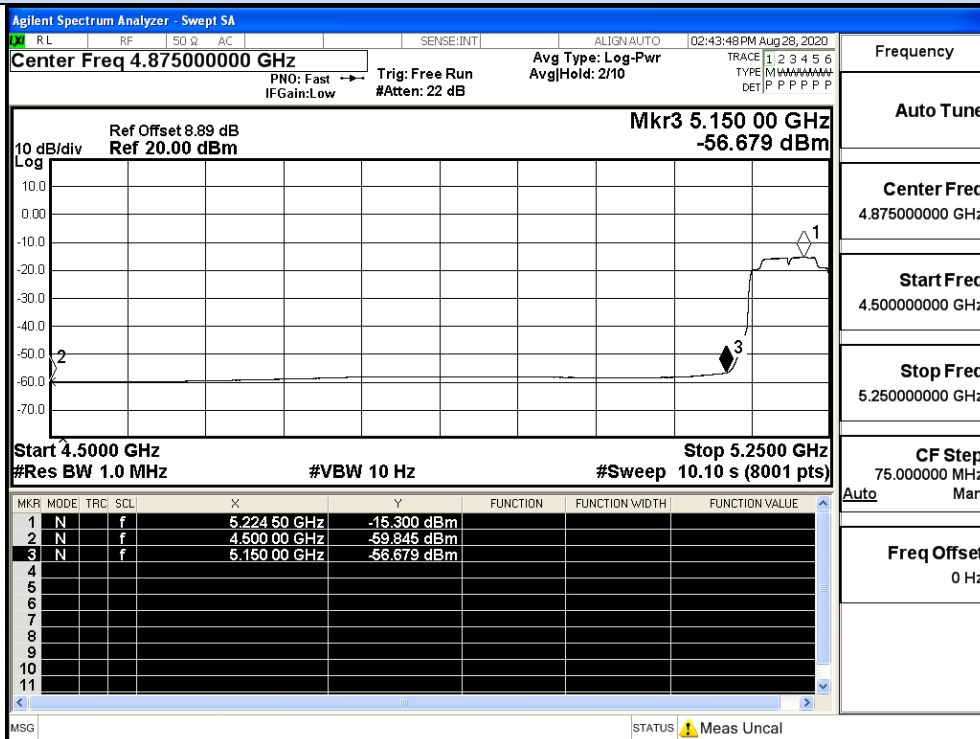 Agilent Spectrum Analyzer - Swept SA
LXI RL RF 50 Ω AC SENSE:INT ALIGN AUTO 02:43:48 PM Aug 28, 2020
Center Freq 4.875000000 GHz
PNO: Fast
IFGain:Low
Trig: Free Run
#Atten: 22 dB
Avg Type: Log-Pwr
Avg|Hold: 2/10
TRACE 1 2 3 4 5 6
TYPE M
DET P P P P P P
Mkr3 5.150 00 GHz
-56.679 dBm
Ref Offset 8.89 dB
10 dB/div Ref 20.00 dBm
Log
10.0
0.00
-10.0
-20.0
-30.0
-40.0
-50.0
-60.0
-70.0
1
2
3
Start 4.5000 GHz Stop 5.2500 GHz
#Res BW 1.0 MHz #VBW 10 Hz #Sweep 10.10 s (8001 pts)
MKR MODE TRC SCL X Y FUNCTION FUNCTION WIDTH FUNCTION VALUE
1 N f 5.224 50 GHz -15.300 dBm
2 N f 4.500 00 GHz -59.845 dBm
3 N f 5.150 00 GHz -56.679 dBm
4
5
6
7
8
9
10
11
MSG STATUS Meas Uncal
Frequency
Auto Tune
Center Freq
4.875000000 GHz
Start Freq
4.500000000 GHz
Stop Freq
5.250000000 GHz
CF Step
75.000000 MHz
Auto Man
Freq Offset
0 Hz